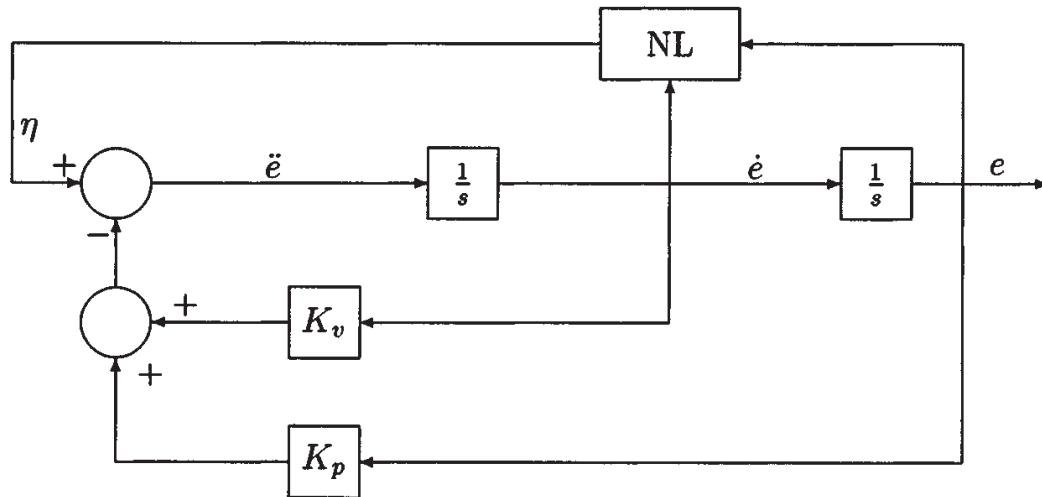 NL
η
+
ë
1/s
ė
1/s
e
−
+
K_v
+
K_p